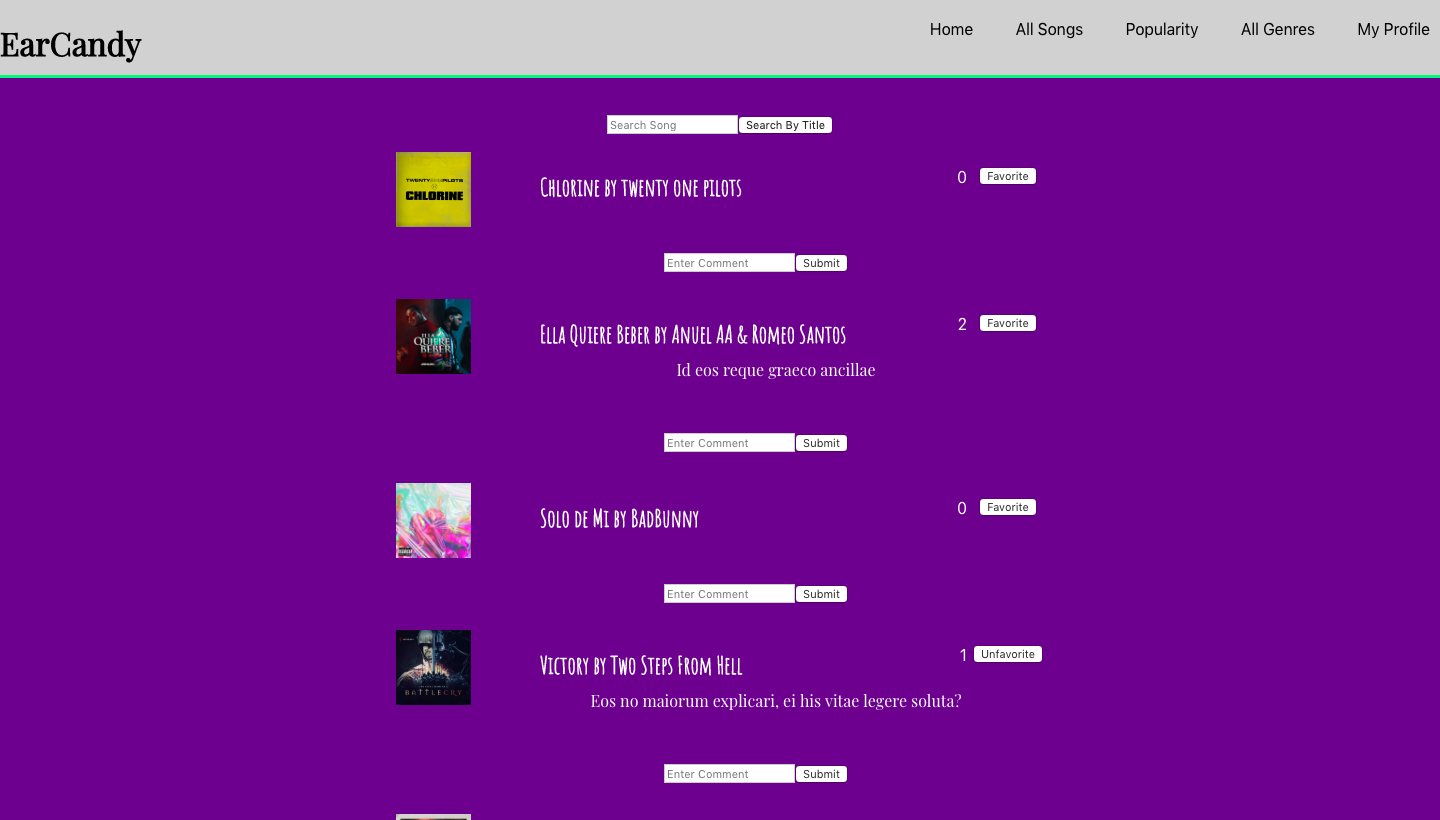 EarCandy
Home All Songs Popularity All Genres My Profile
Search Song Search By Title
TWENTY ONE PILOTS
CHLORINE
Chlorine by twenty one pilots
0 Favorite
Enter Comment Submit
ELLA
QUIERE
BEBER
Ella Quiere Beber by Anuel AA & Romeo Santos
2 Favorite
Id eos reque graeco ancillae
Enter Comment Submit
Solo de Mi by BadBunny
0 Favorite
Enter Comment Submit
BATTLECRY
Victory by Two Steps From Hell
1 Unfavorite
Eos no maiorum explicari, ei his vitae legere soluta?
Enter Comment Submit